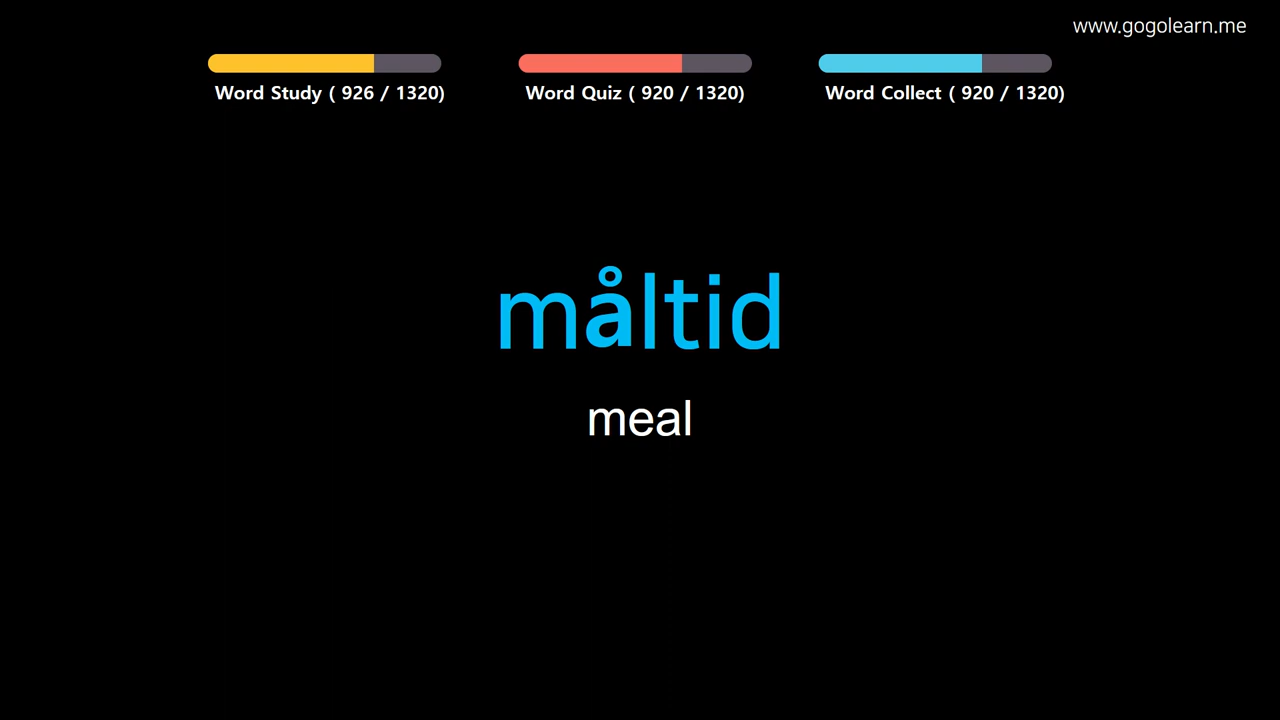 www.gogolearn.me
Word Study ( 926 / 1320)
Word Quiz ( 920 / 1320)
Word Collect ( 920 / 1320)
måltid
meal